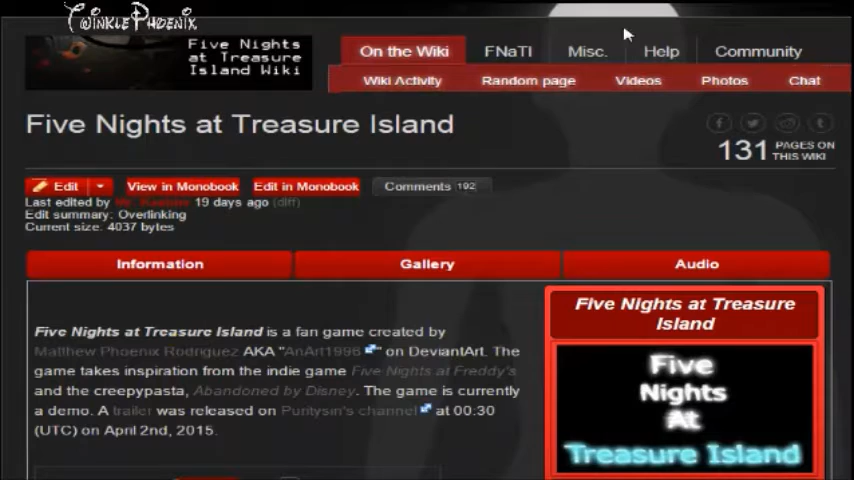 TWINKLEPHOENIX
Five Nights
at Treasure
Island Wiki
On the Wiki FNaTI Misc. Help Community
Wiki Activity Random page Videos Photos Chat
Five Nights at Treasure Island
131 PAGES ON THIS WIKI
Edit View in Monobook Edit in Monobook Comments 192
Last edited by 19 days ago (diff)
Edit summary: Overlinking
Current size: 4037 bytes
Information Gallery Audio
Five Nights at Treasure Island is a fan game created by
Matthew Phoenix Rodriguez AKA "AnArt1996 " on DeviantArt. The
game takes inspiration from the indie game Five Nights at Freddy's
and the creepypasta, Abandoned by Disney. The game is currently
a demo. A trailer was released on Puritysin's channel at 00:30
(UTC) on April 2nd, 2015.
Five Nights at Treasure
Island
Five
Nights
At
Treasure Island